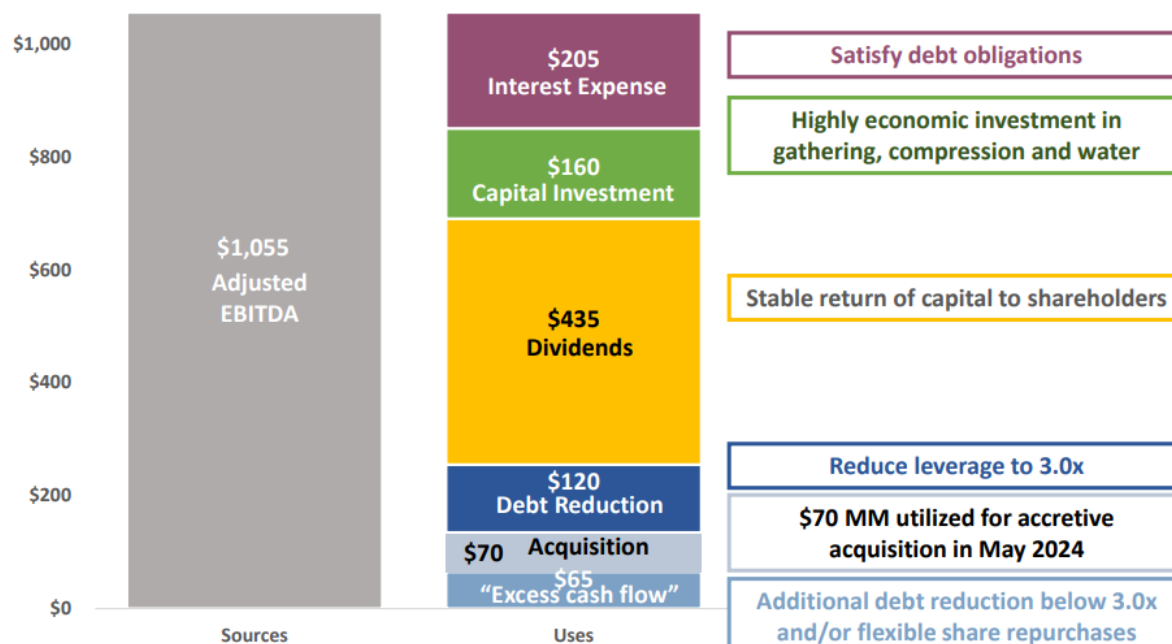 $1,000
$800
$600
$400
$200
$0
$1,055
Adjusted
EBITDA
Sources
$205
Interest Expense
$160
Capital Investment
$435
Dividends
$120
Debt Reduction
$70 Acquisition
$65
“Excess cash flow”
Uses
Satisfy debt obligations
Highly economic investment in
gathering, compression and water
Stable return of capital to shareholders
Reduce leverage to 3.0x
$70 MM utilized for accretive
acquisition in May 2024
Additional debt reduction below 3.0x
and/or flexible share repurchases